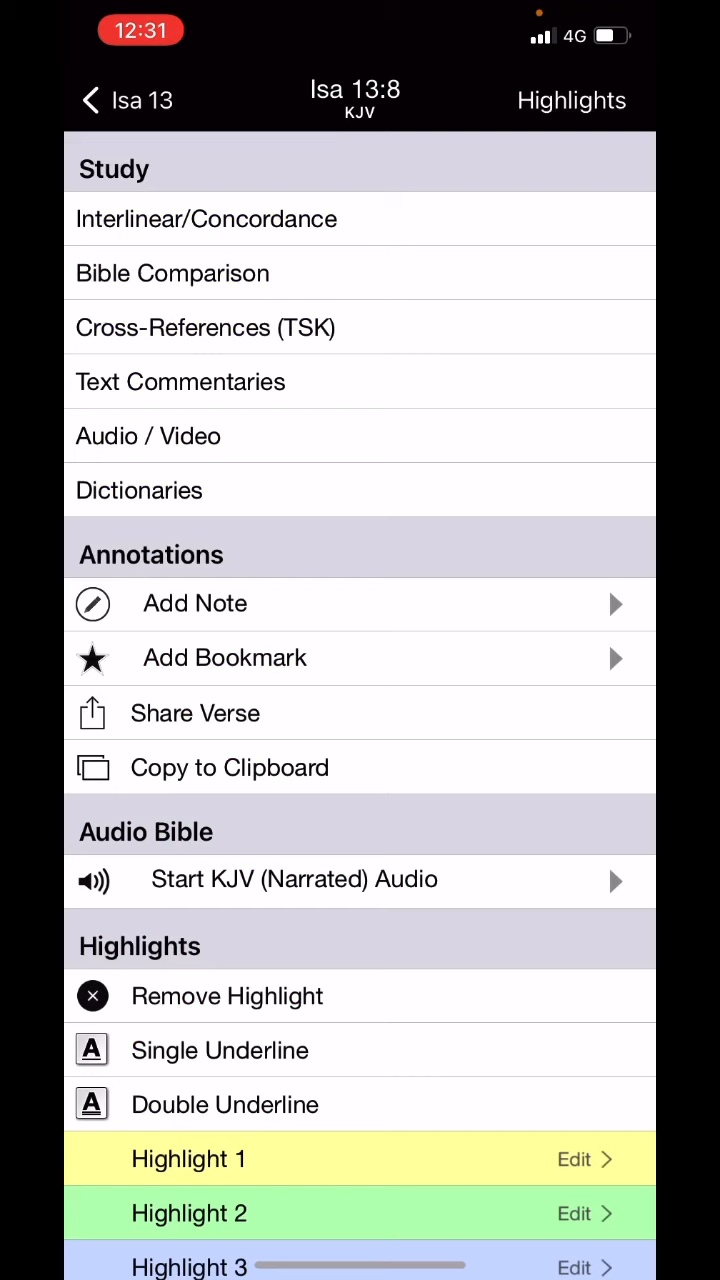 12:31
4G
Isa 13
Isa 13:8
KJV
Highlights
Study
Interlinear/Concordance
Bible Comparison
Cross-References (TSK)
Text Commentaries
Audio / Video
Dictionaries
Annotations
Add Note
Add Bookmark
Share Verse
Copy to Clipboard
Audio Bible
Start KJV (Narrated) Audio
Highlights
Remove Highlight
A Single Underline
A Double Underline
Highlight 1 Edit
Highlight 2 Edit
Highlight 3 Edit